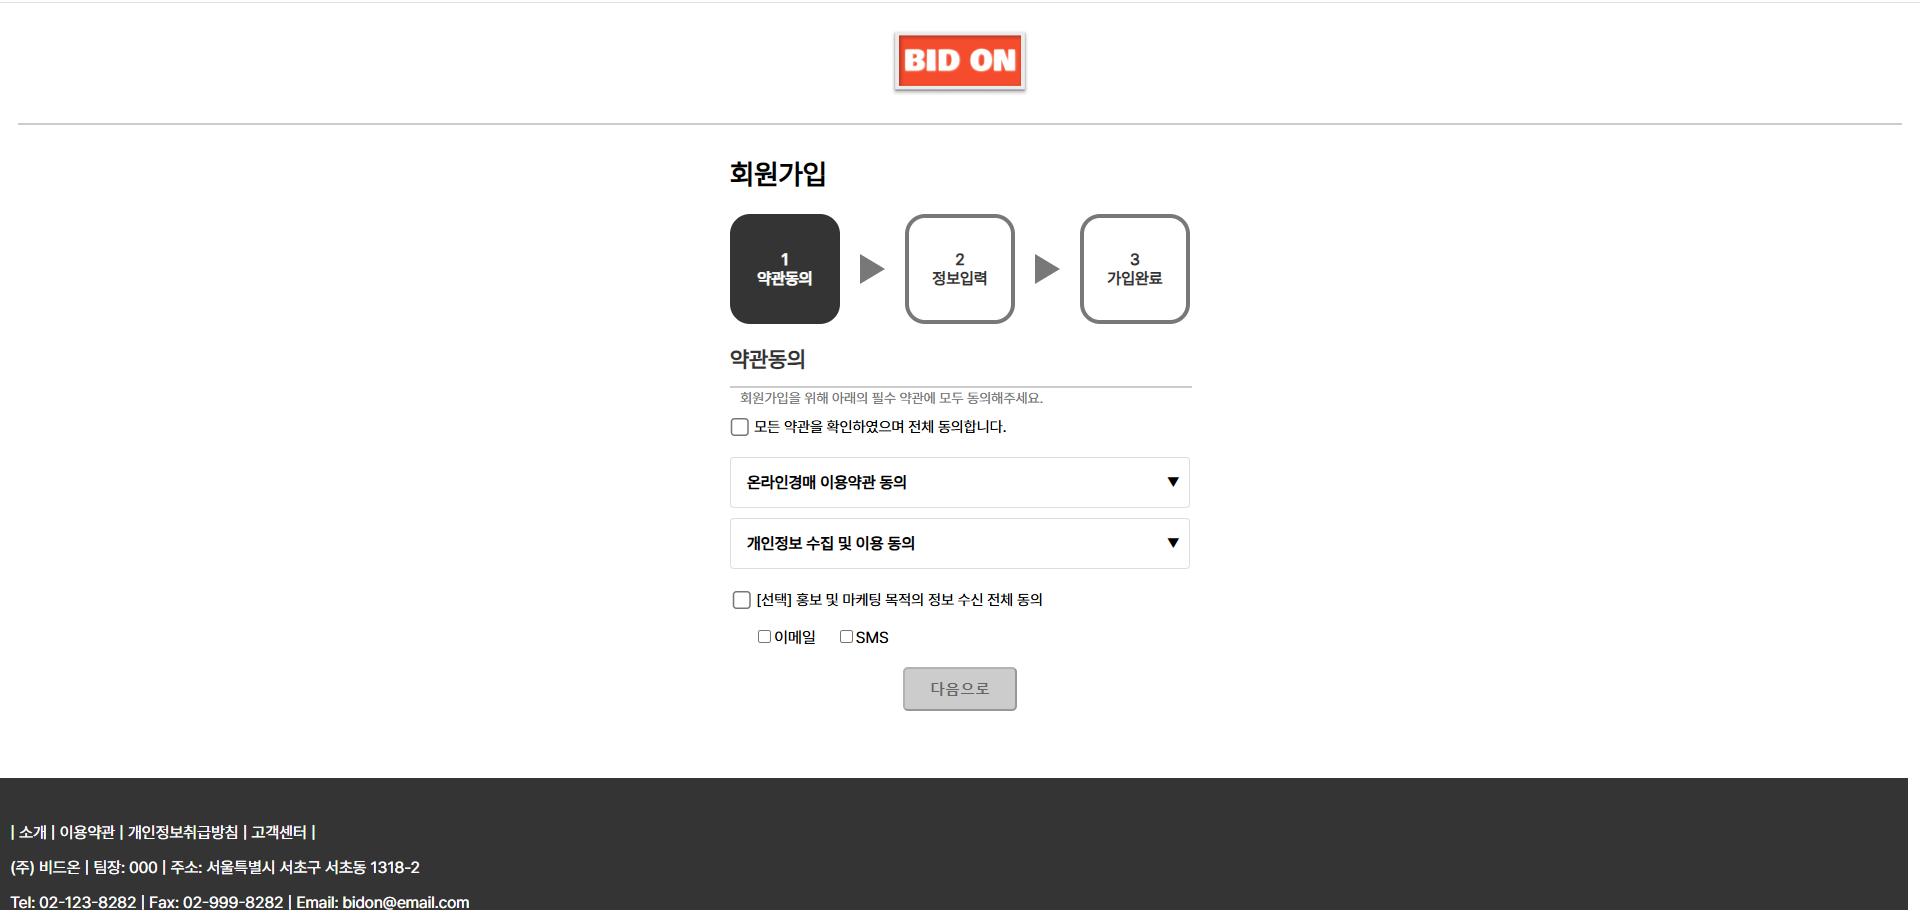 BID ON
회원가입
1
약관동의
2
정보입력
3
가입완료
약관동의
회원가입을 위해 아래의 필수 약관에 모두 동의해주세요.
모든 약관을 확인하였으며 전체 동의합니다.
온라인경매 이용약관 동의
개인정보 수집 및 이용 동의
[선택] 홍보 및 마케팅 목적의 정보 수신 전체 동의
이메일 SMS
다음으로
| 소개 | 이용약관 | 개인정보취급방침 | 고객센터 |
(주) 비드온 | 팀장: 000 | 주소: 서울특별시 서초구 서초동 1318-2
Tel: 02-123-8282 | Fax: 02-999-8282 | Email: bidon@email.com